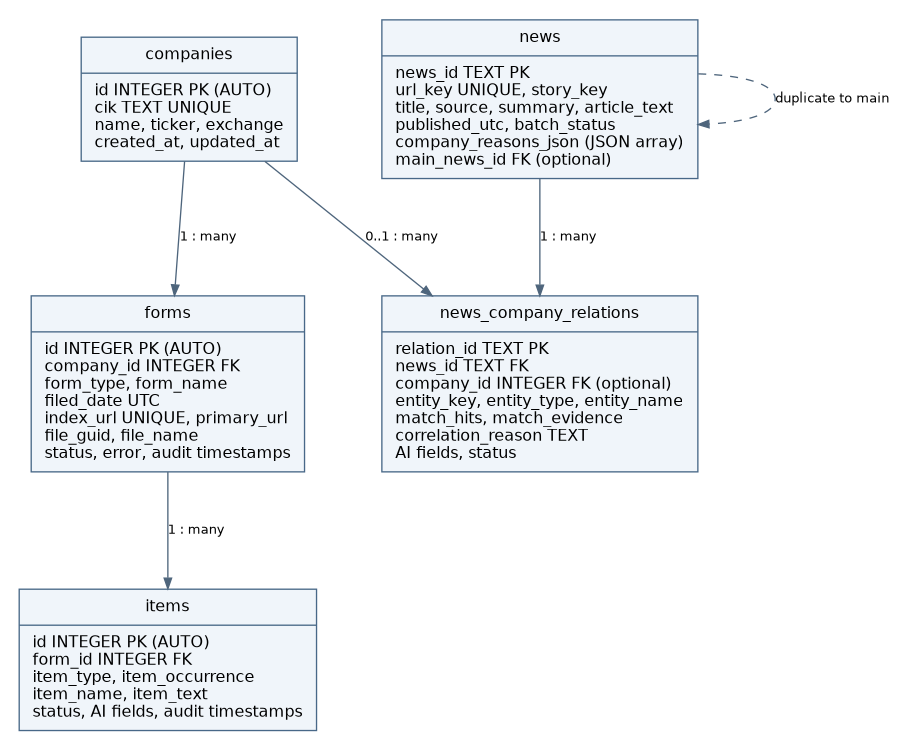 companies
id INTEGER PK (AUTO)
cik TEXT UNIQUE
name, ticker, exchange
created_at, updated_at
news
news_id TEXT PK
url_key UNIQUE, story_key
title, source, summary, article_text
published_utc, batch_status
company_reasons_json (JSON array)
main_news_id FK (optional)
duplicate to main
1 : many
0..1 : many
1 : many
forms
id INTEGER PK (AUTO)
company_id INTEGER FK
form_type, form_name
filed_date UTC
index_url UNIQUE, primary_url
file_guid, file_name
status, error, audit timestamps
news_company_relations
relation_id TEXT PK
news_id TEXT FK
company_id INTEGER FK (optional)
entity_key, entity_type, entity_name
match_hits, match_evidence
correlation_reason TEXT
AI fields, status
1 : many
items
id INTEGER PK (AUTO)
form_id INTEGER FK
item_type, item_occurrence
item_name, item_text
status, AI fields, audit timestamps